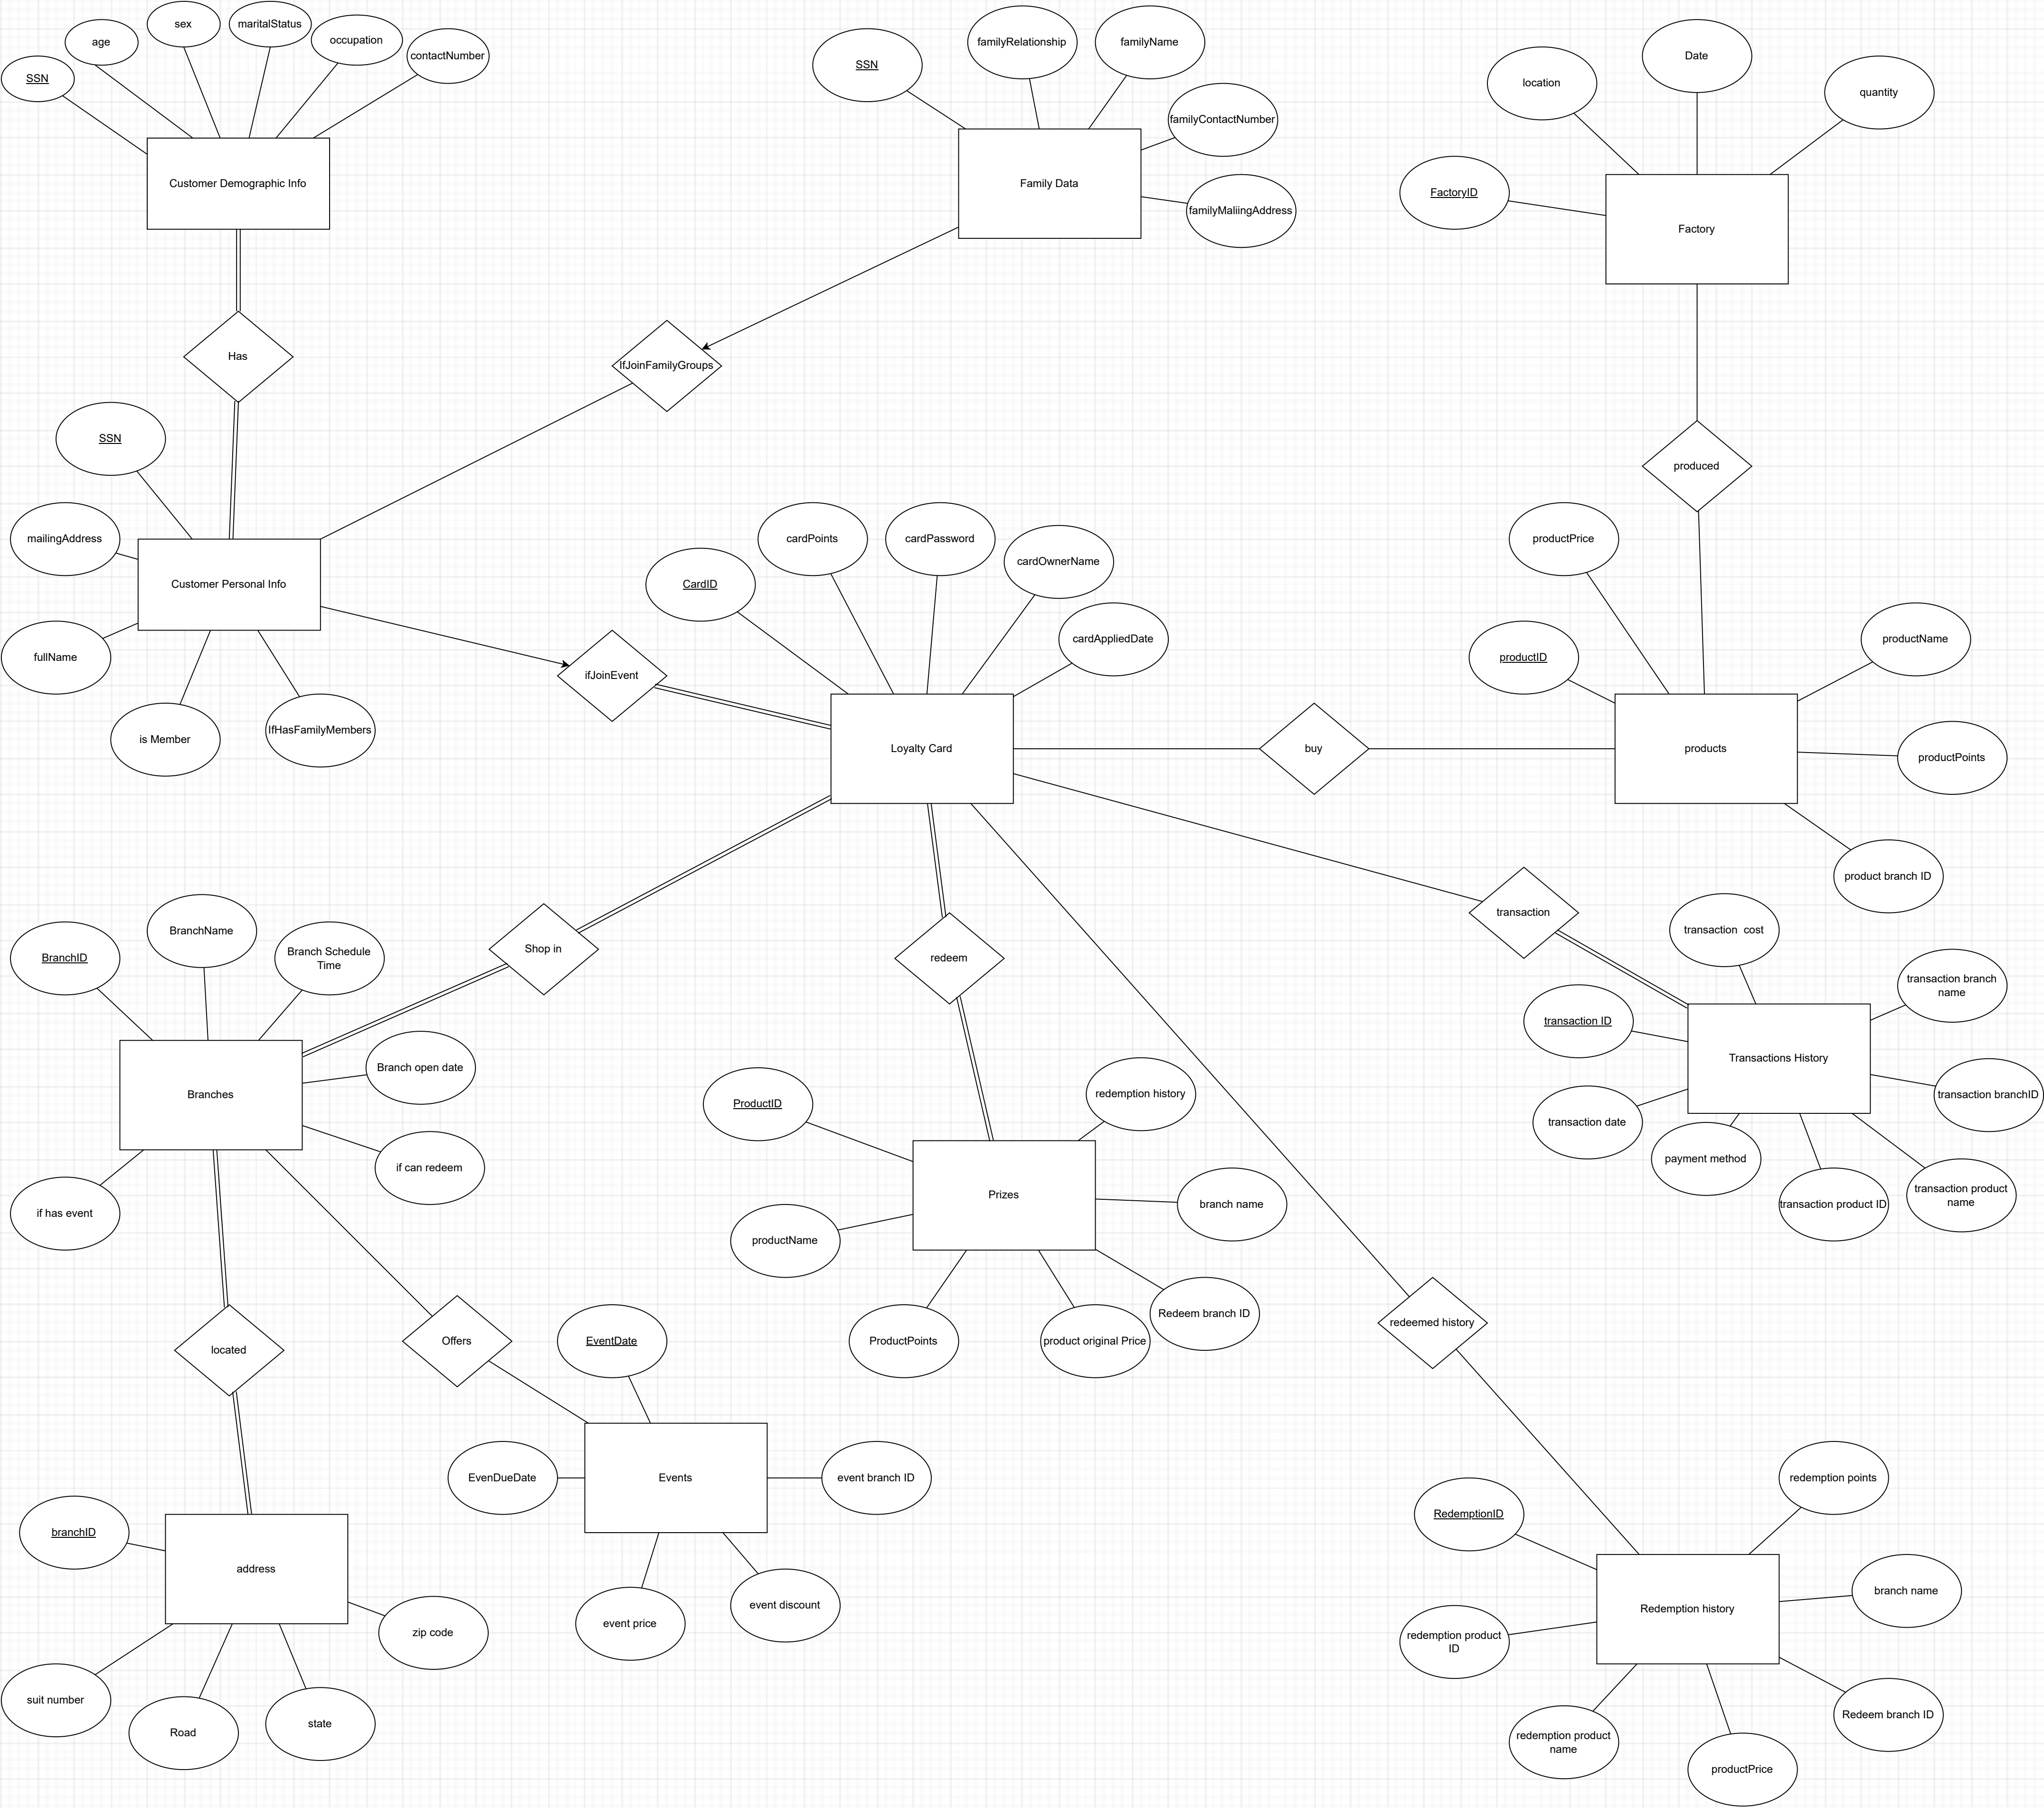 sex
maritalStatus
age
occupation
contactNumber
SSN
Customer Demographic Info
Has
SSN
familyRelationship
familyName
familyContactNumber
Family Data
familyMaliingAddress
IfJoinFamilyGroups
location
Date
quantity
FactoryID
Factory
produced
SSN
mailingAddress
Customer Personal Info
fullName
is Member
IfHasFamilyMembers
ifJoinEvent
CardID
cardPoints
cardPassword
cardOwnerName
cardAppliedDate
Loyalty Card
buy
productPrice
productID
productName
products
productPoints
product branch ID
transaction
transaction  cost
transaction branch
name
transaction ID
Transactions History
transaction branchID
transaction date
payment method
transaction product ID
transaction product
name
Shop in
redeem
BranchID
BranchName
Branch Schedule
Time
Branch open date
Branches
if can redeem
if has event
located
Offers
ProductID
redemption history
Prizes
branch name
productName
ProductPoints
product original Price
Redeem branch ID
redeemed history
EventDate
EvenDueDate
Events
event branch ID
event price
event discount
branchID
address
zip code
suit number
Road
state
RedemptionID
redemption points
branch name
Redemption history
redemption product
ID
redemption product
name
productPrice
Redeem branch ID